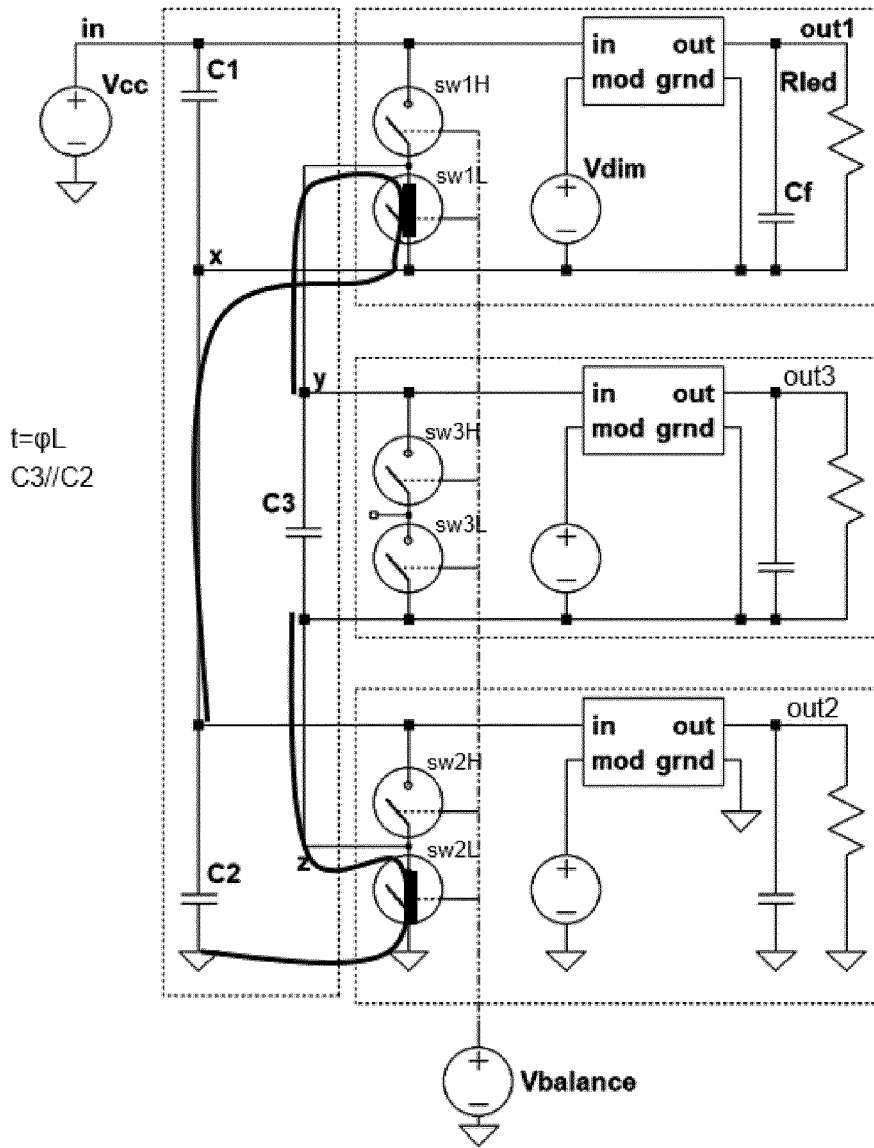 in
out1
C1
Vcc
+
−
sw1H
in out
mod grnd
Rled
sw1L
Vdim
+
−
Cf
x
y
out3
t=φL
C3//C2
sw3H
in out
mod grnd
C3
sw3L
+
−
out2
sw2H
in out
mod grnd
C2
z
sw2L
+
−
+
−
Vbalance